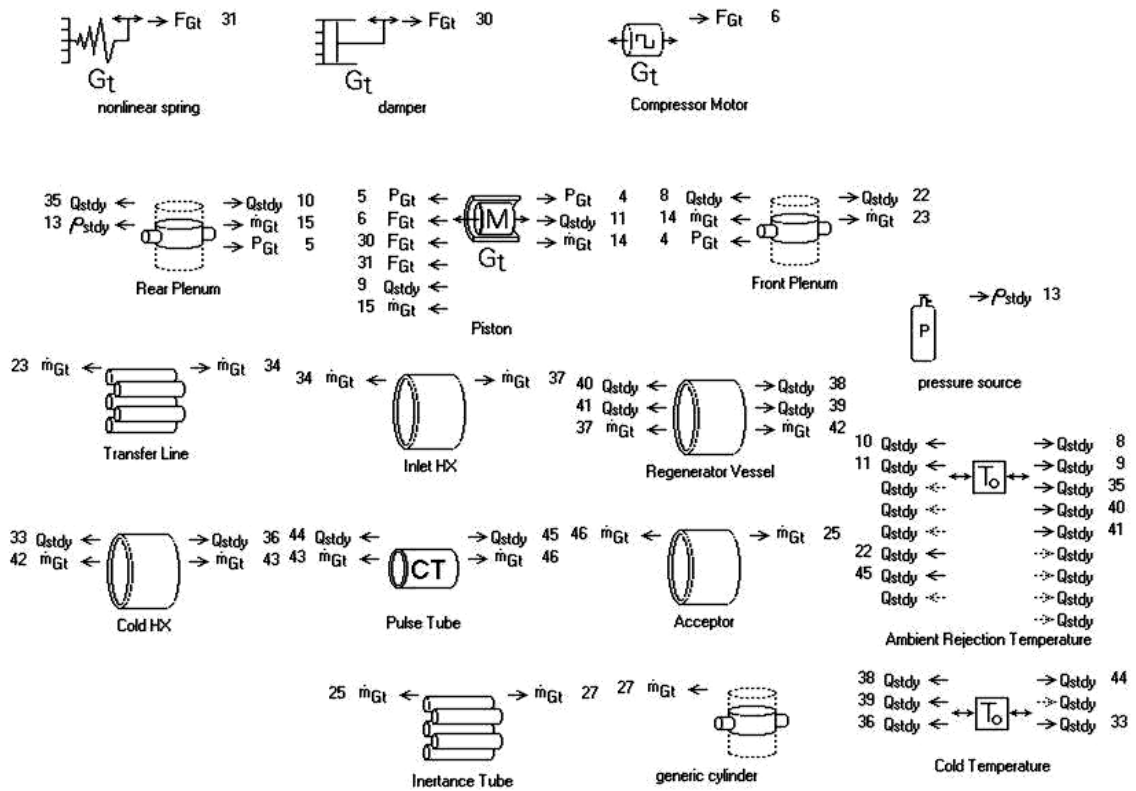 FGt 31
Gt
nonlinear spring
FGt 30
Gt
damper
FGt 6
Gt
Compressor Motor
35 Qstdy Qstdy 10
13 ρstdy ṁGt 15
PGt 5
Rear Plenum
5 PGt PGt 4
6 FGt M Qstdy 11
30 FGt ṁGt 14
31 FGt Gt
9 Qstdy
15 ṁGt
Piston
8 Qstdy Qstdy 22
14 ṁGt ṁGt 23
4 PGt
Front Plenum
ρstdy 13
P
pressure source
23 ṁGt ṁGt 34
Transfer Line
34 ṁGt ṁGt 37
Inlet HX
40 Qstdy Qstdy 38
41 Qstdy Qstdy 39
37 ṁGt ṁGt 42
Regenerator Vessel
10 Qstdy Qstdy 8
11 Qstdy To Qstdy 9
Qstdy Qstdy 35
Qstdy Qstdy 40
Qstdy Qstdy 41
22 Qstdy Qstdy
45 Qstdy Qstdy
Qstdy Qstdy
Qstdy
Ambient Rejection Temperature
33 Qstdy Qstdy 36
42 ṁGt ṁGt 43
Cold HX
44 Qstdy Qstdy 45
43 ṁGt CT ṁGt 46
Pulse Tube
46 ṁGt ṁGt 25
Acceptor
25 ṁGt ṁGt 27
Inertance Tube
27 ṁGt
generic cylinder
38 Qstdy Qstdy 44
39 Qstdy To Qstdy
36 Qstdy Qstdy 33
Cold Temperature